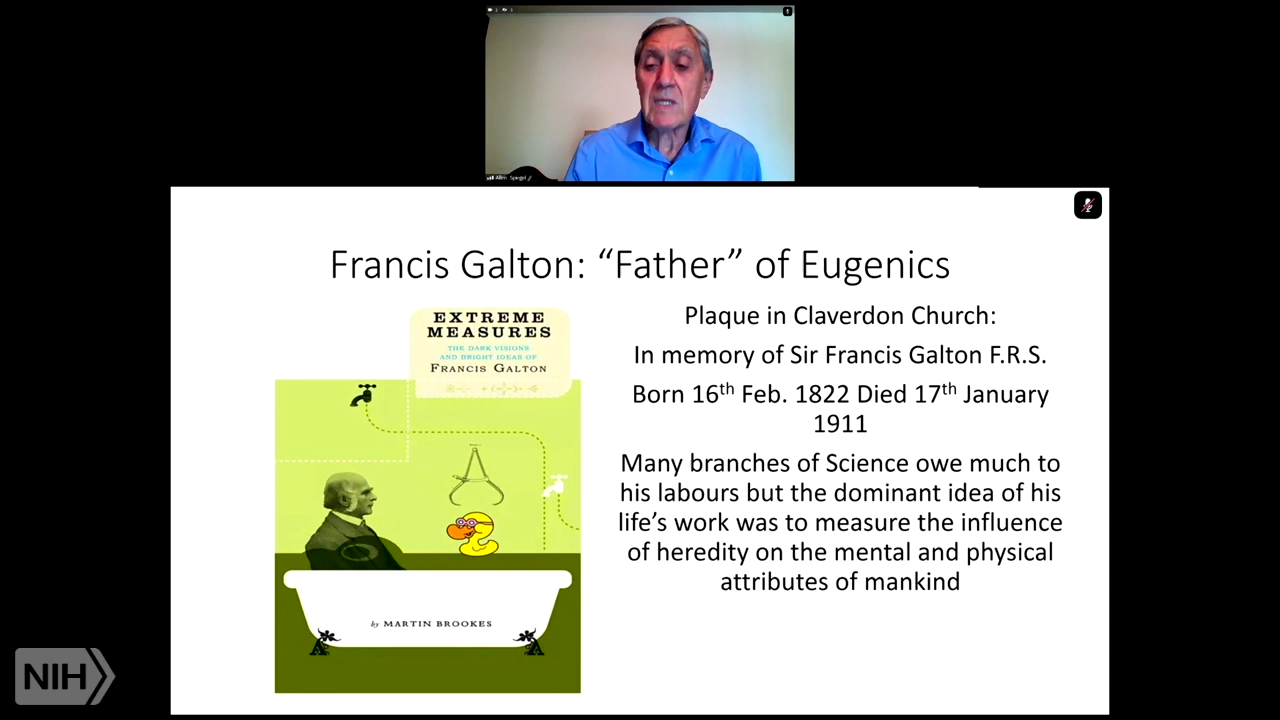 Allen Spiegel
Francis Galton: “Father” of Eugenics
EXTREME
MEASURES
THE DARK VISIONS
AND BRIGHT IDEAS OF
FRANCIS GALTON
by MARTIN BROOKES
Plaque in Claverdon Church:
In memory of Sir Francis Galton F.R.S.
Born 16th Feb. 1822 Died 17th January
1911
Many branches of Science owe much to
his labours but the dominant idea of his
life’s work was to measure the influence
of heredity on the mental and physical
attributes of mankind
NIH